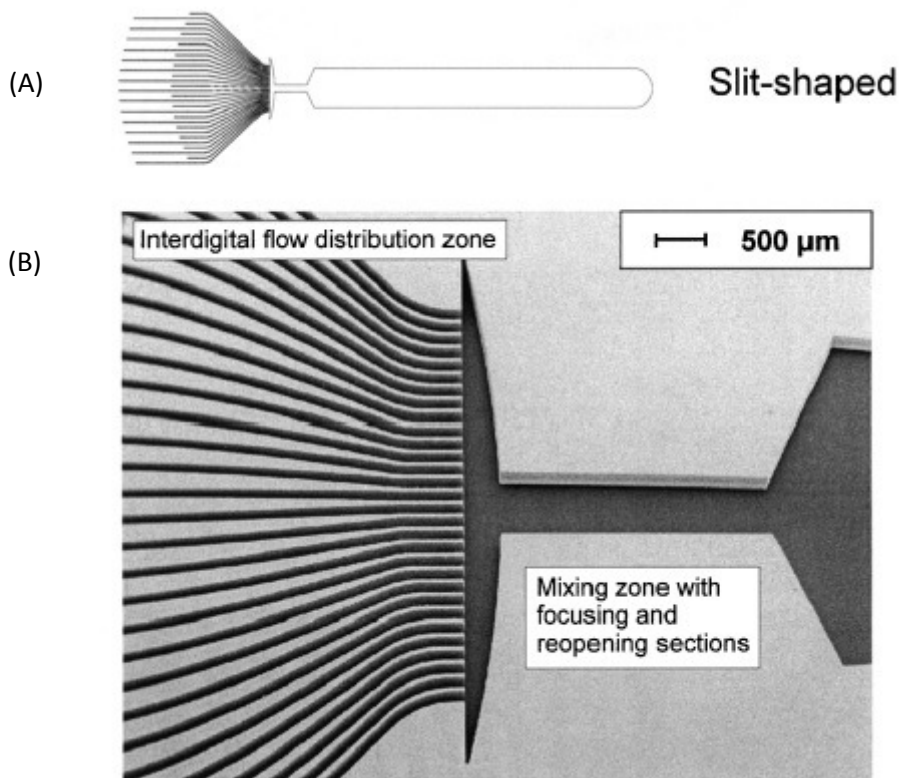 (A)
Slit-shaped
(B)
Interdigital flow distribution zone
500 µm
Mixing zone with
focusing and
reopening sections